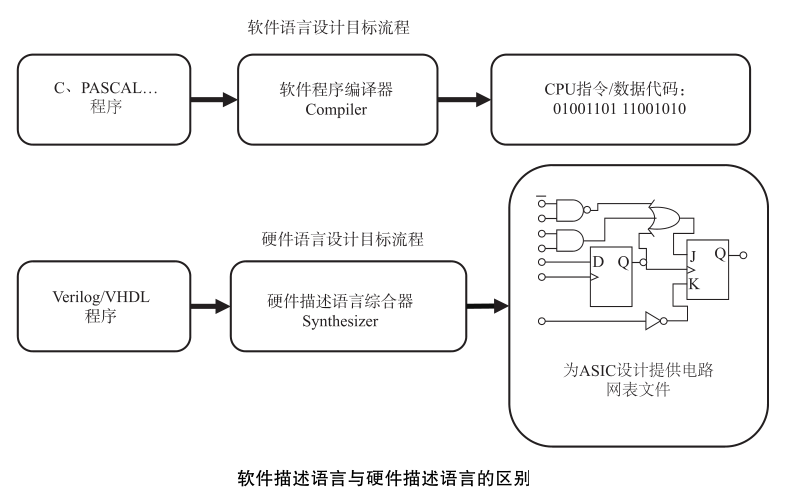 软件语言设计目标流程
C、PASCAL…
程序
软件程序编译器
Compiler
CPU指令/数据代码：
01001101 11001010
硬件语言设计目标流程
Verilog/VHDL
程序
硬件描述语言综合器
Synthesizer
D Q
J Q
K
为ASIC设计提供电路
网表文件
软件描述语言与硬件描述语言的区别